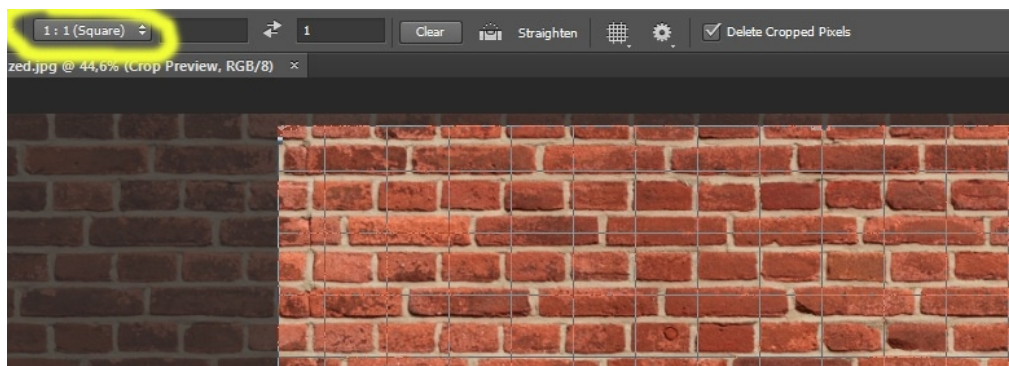 1 : 1 (Square) 1 Clear Straighten Delete Cropped Pixels
zed.jpg @ 44,6% (Crop Preview, RGB/8) ×